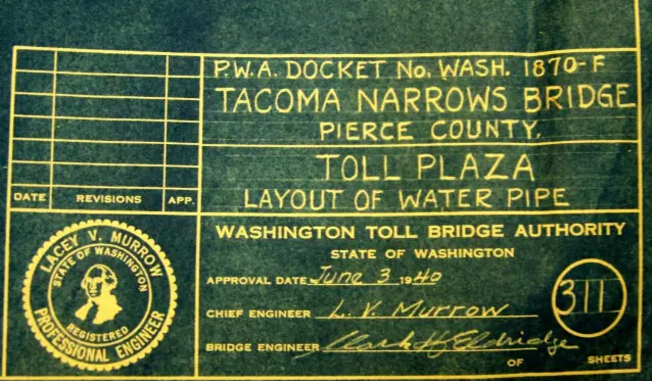 P.W.A. DOCKET No. WASH. 1870-F
TACOMA NARROWS BRIDGE
PIERCE COUNTY.
TOLL PLAZA
LAYOUT OF WATER PIPE
DATE REVISIONS APP.
WASHINGTON TOLL BRIDGE AUTHORITY
STATE OF WASHINGTON
APPROVAL DATE June 3 1940
CHIEF ENGINEER L. V. Murrow
BRIDGE ENGINEER Clark H. Eldridge
311
OF SHEETS
LACEY V. MURROW
STATE OF WASHINGTON
REGISTERED
PROFESSIONAL ENGINEER